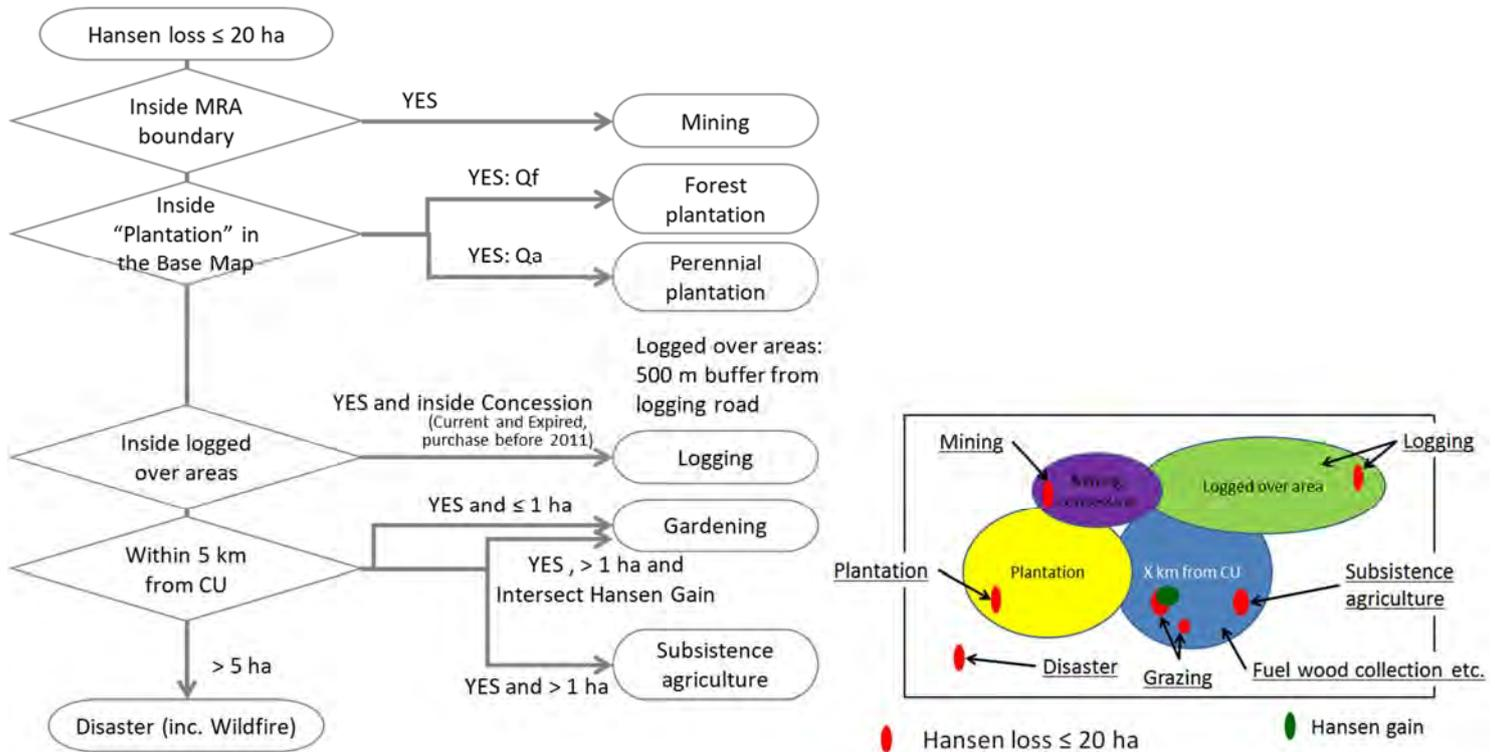 Hansen loss ≤ 20 ha
Inside MRA
boundary
YES
Mining
Inside
“Plantation” in
the Base Map
YES: Qf
Forest
plantation
YES: Qa
Perennial
plantation
Logged over areas:
500 m buffer from
logging road
Inside logged
over areas
YES and inside Concession
(Current and Expired,
purchase before 2011)
Logging
Within 5 km
from CU
YES and ≤ 1 ha
Gardening
YES , > 1 ha and
Intersect Hansen Gain
YES and > 1 ha
Subsistence
agriculture
> 5 ha
Disaster (inc. Wildfire)
Mining
Logging
Mining
concession
Logged over area
Plantation
Plantation
X km from CU
Subsistence
agriculture
Disaster
Grazing
Fuel wood collection etc.
Hansen loss ≤ 20 ha
Hansen gain